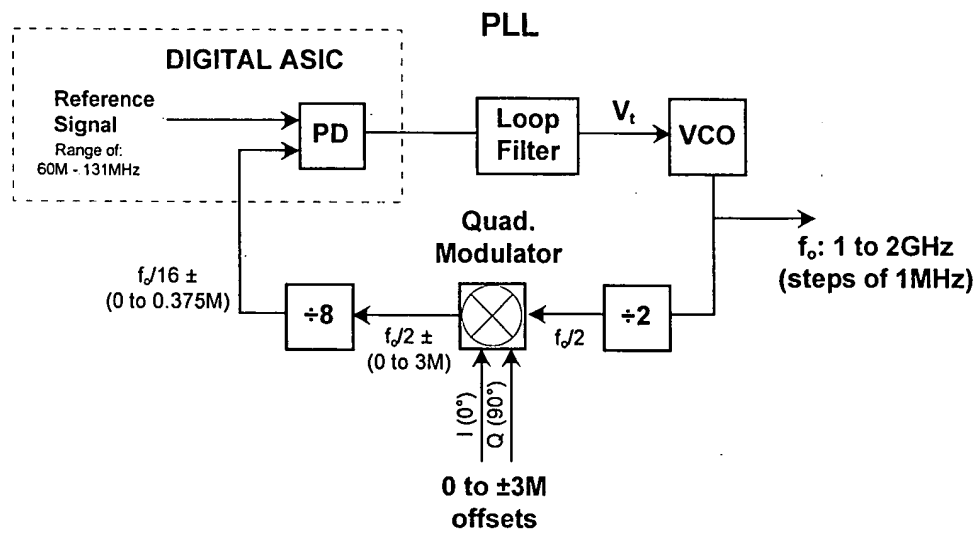 PLL
DIGITAL ASIC
Reference
Signal
Range of:
60M - 131MHz
PD
Loop
Filter
Vt
VCO
Quad.
Modulator
fo: 1 to 2GHz
(steps of 1MHz)
fo/16 ±
(0 to 0.375M)
÷8
fo/2 ±
(0 to 3M)
fo/2
÷2
I (0°)
Q (90°)
0 to ±3M
offsets